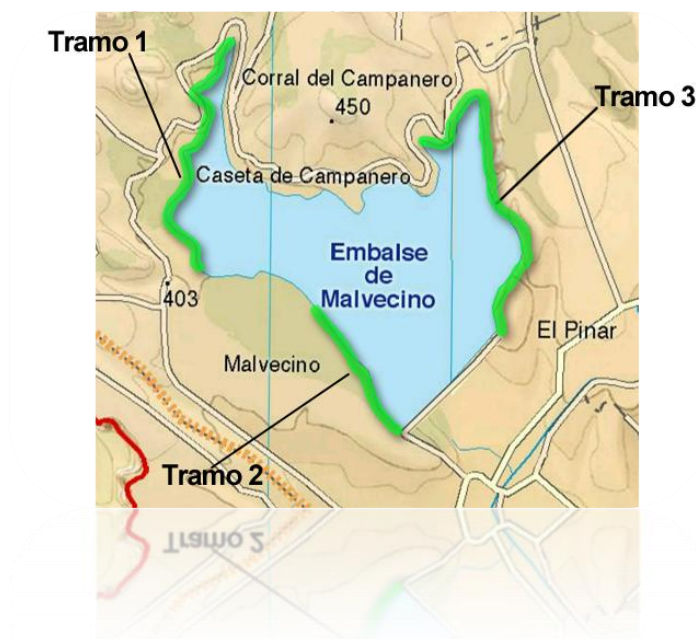 Tramo 1
Corral del Campanero
450
Tramo 3
Caseta de Campanero
Embalse
de
Malvecino
403
El Pinar
Malvecino
Tramo 2
Tramo 2